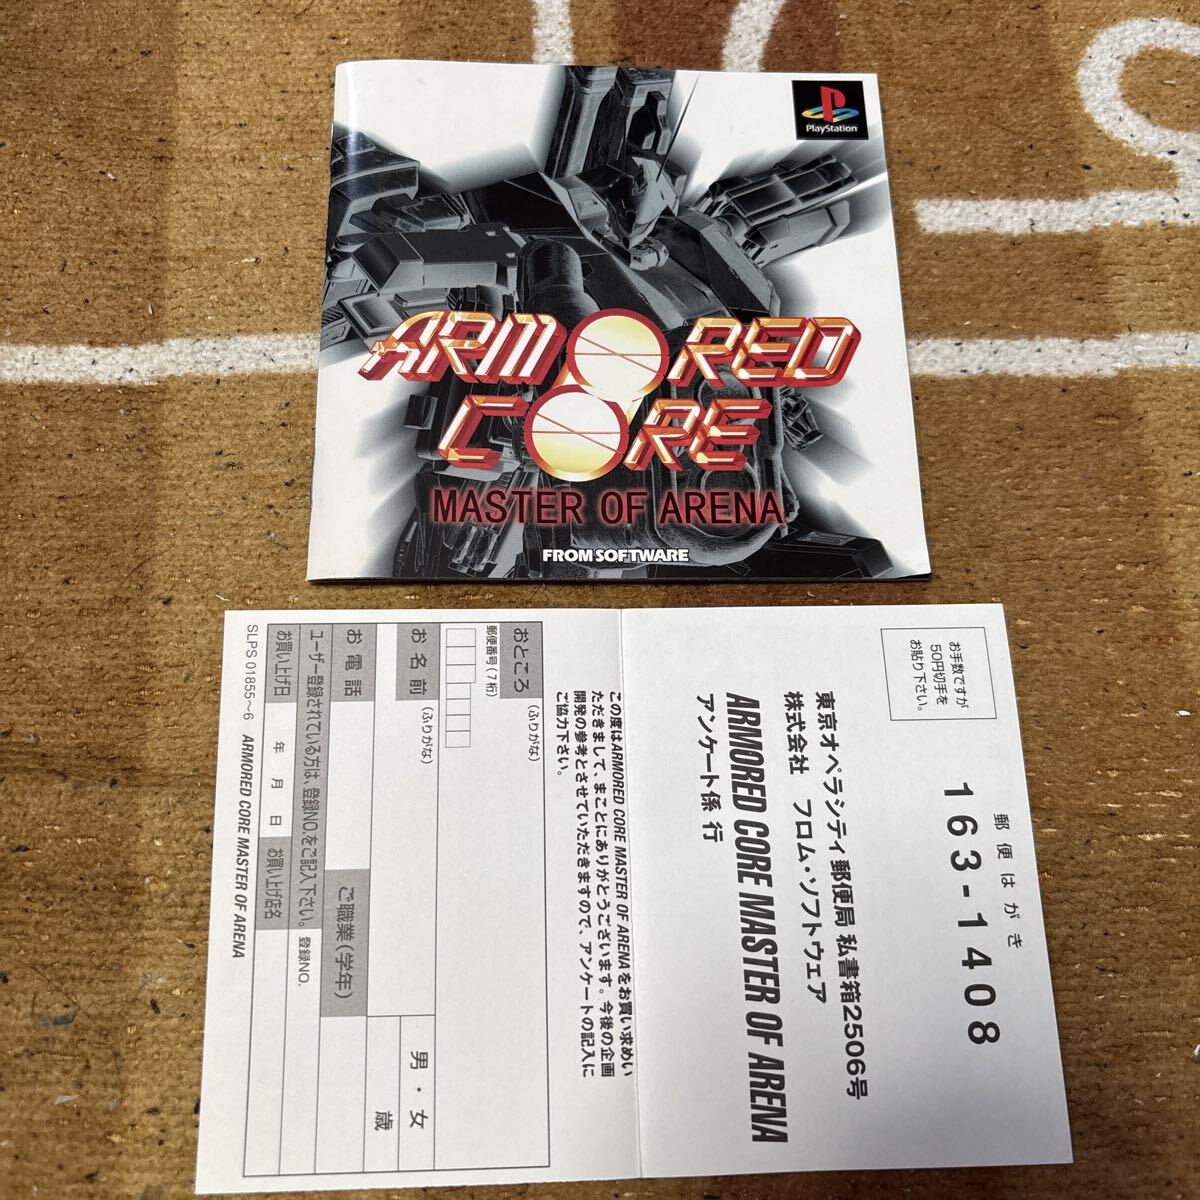 PlayStation
ARMORED
CORE
MASTER OF ARENA
FROM SOFTWARE
お手数ですが
50円切手を
お貼り下さい。
郵便はがき
163-1408
東京オペラシティ郵便局 私書箱2506号
株式会社 フロム・ソフトウェア
ARMORED CORE MASTER OF ARENA
アンケート係 行
この度はARMORED CORE MASTER OF ARENAをお買い求めい
ただきまして、まことにありがとうございます。今後の企画
開発の参考とさせていただきますので、アンケートの記入に
ご協力下さい。
おところ
(ふりがな)
郵便番号(7桁)
お名前
(ふりがな)
男・女
歳
お電話
ご職業(学年)
ユーザー登録されている方は、登録NO.をご記入下さい。
登録NO.
お買い上げ日
年 月 日
お買い上げ店名
SLPS 01855~6 ARMORED CORE MASTER OF ARENA